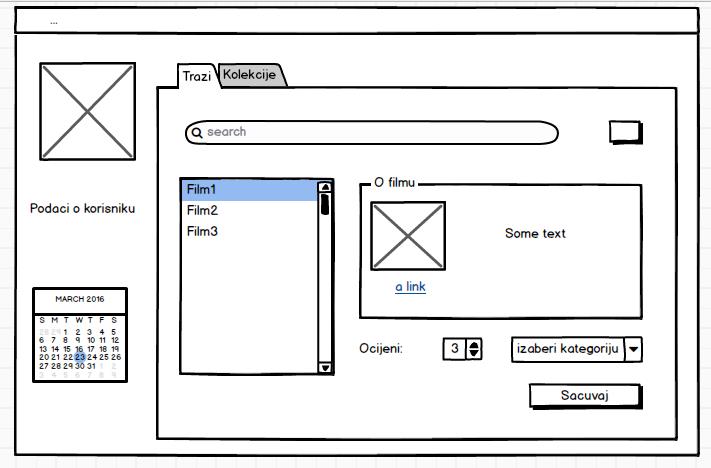 ...
Trazi
Kolekcije
search
Film1
Film2
Film3
O filmu
Some text
a link
Podaci o korisniku
MARCH 2016
S M T W T F S
28 29 1 2 3 4 5
6 7 8 9 10 11 12
13 14 15 16 17 18 19
20 21 22 23 24 25 26
27 28 29 30 31 1 2
3 4 5 6 7 8 9
Ocijeni:
3
izaberi kategoriju
Sacuvaj